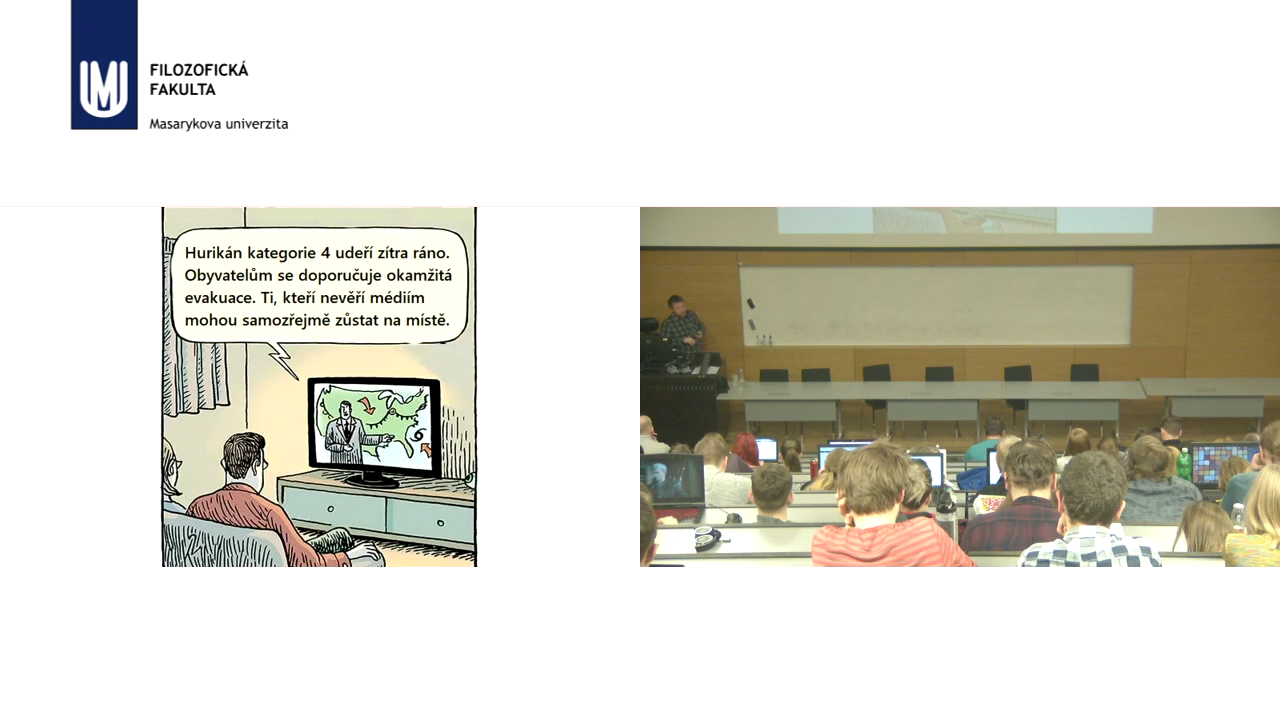 FILOZOFICKÁ
FAKULTA
Masarykova univerzita
Hurikán kategorie 4 udeří zítra ráno.
Obyvatelům se doporučuje okamžitá
evakuace. Ti, kteří nevěří médiím
mohou samozřejmě zůstat na místě.